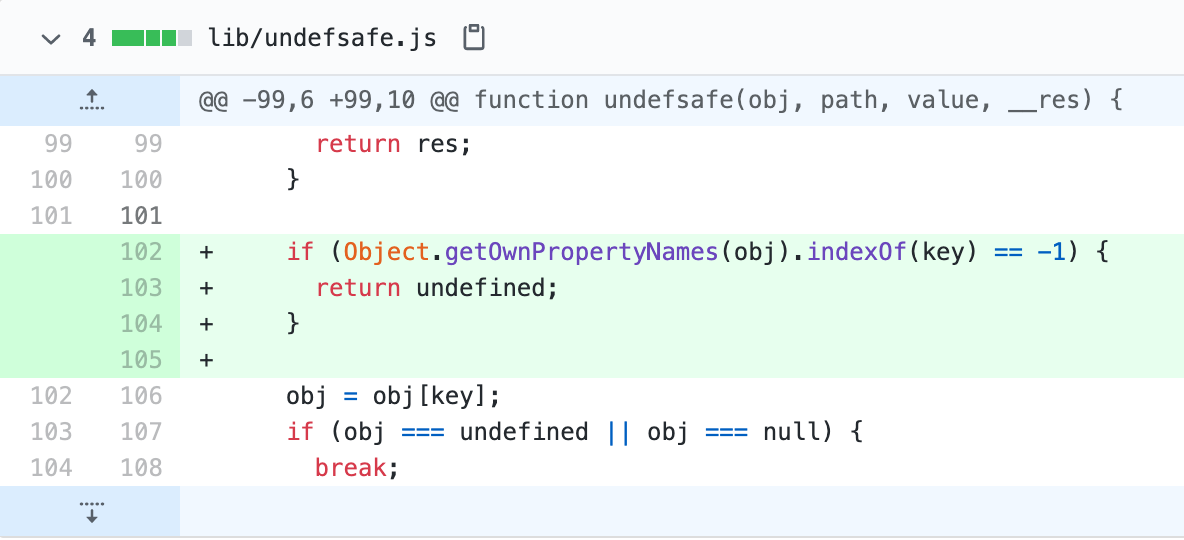 4 lib/undefsafe.js
@@ -99,6 +99,10 @@ function undefsafe(obj, path, value, __res) {
99 99 return res;
100 100 }
101 101
102 + if (Object.getOwnPropertyNames(obj).indexOf(key) == -1) {
103 + return undefined;
104 + }
105 +
102 106 obj = obj[key];
103 107 if (obj === undefined || obj === null) {
104 108 break;